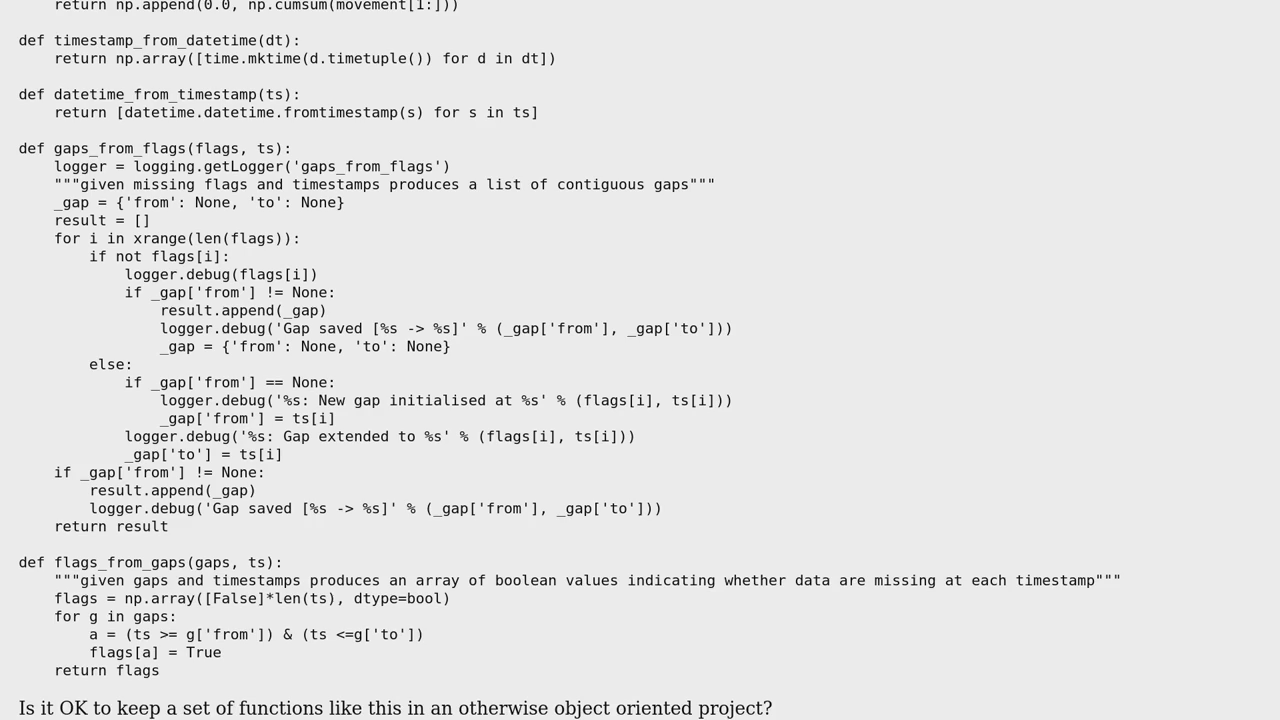 return np.append(0.0, np.cumsum(movement[1:]))

def timestamp_from_datetime(dt):
    return np.array([time.mktime(d.timetuple()) for d in dt])

def datetime_from_timestamp(ts):
    return [datetime.datetime.fromtimestamp(s) for s in ts]

def gaps_from_flags(flags, ts):
    logger = logging.getLogger('gaps_from_flags')
    """given missing flags and timestamps produces a list of contiguous gaps"""
    _gap = {'from': None, 'to': None}
    result = []
    for i in xrange(len(flags)):
        if not flags[i]:
            logger.debug(flags[i])
            if _gap['from'] != None:
                result.append(_gap)
                logger.debug('Gap saved [%s -> %s]' % (_gap['from'], _gap['to']))
                _gap = {'from': None, 'to': None}
        else:
            if _gap['from'] == None:
                logger.debug('%s: New gap initialised at %s' % (flags[i], ts[i]))
                _gap['from'] = ts[i]
            logger.debug('%s: Gap extended to %s' % (flags[i], ts[i]))
            _gap['to'] = ts[i]
    if _gap['from'] != None:
        result.append(_gap)
        logger.debug('Gap saved [%s -> %s]' % (_gap['from'], _gap['to']))
    return result

def flags_from_gaps(gaps, ts):
    """given gaps and timestamps produces an array of boolean values indicating whether data are missing at each timestamp"""
    flags = np.array([False]*len(ts), dtype=bool)
    for g in gaps:
        a = (ts >= g['from']) & (ts <=g['to'])
        flags[a] = True
    return flags

Is it OK to keep a set of functions like this in an otherwise object oriented project?